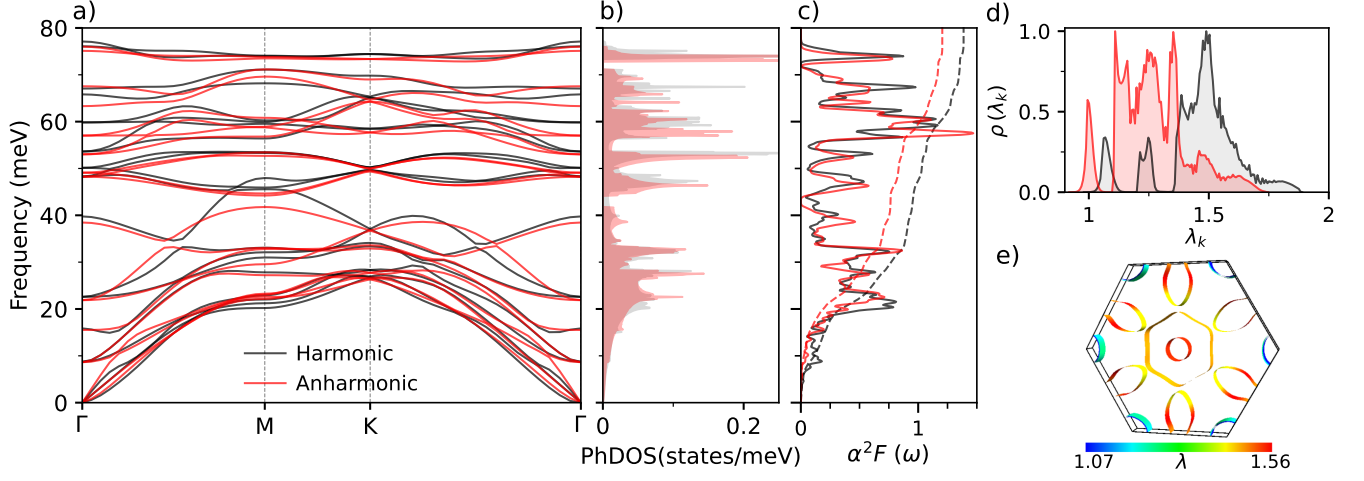 a)
Frequency (meV)
80
60
40
20
0
Γ
M
K
Γ
Harmonic
Anharmonic
b)
0.2
PhDOS(states/meV)
c)
0
1
α²F (ω)
d)
ρ (λₖ)
1.0
0.5
0.0
1
1.5
2
λₖ
e)
1.07
λ
1.56